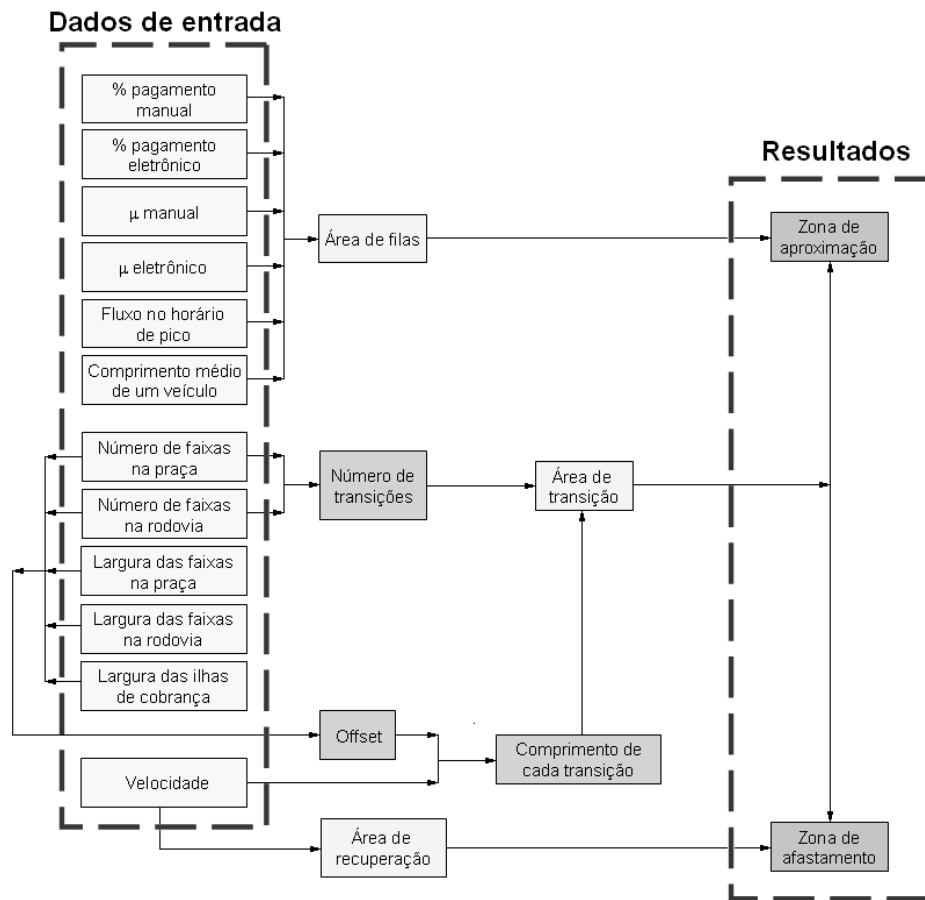 Dados de entrada
% pagamento
manual
% pagamento
eletrônico
μ manual
μ eletrônico
Fluxo no horário
de pico
Comprimento médio
de um veículo
Número de faixas
na praça
Número de faixas
na rodovia
Largura das faixas
na praça
Largura das faixas
na rodovia
Largura das ilhas
de cobrança
Velocidade
Área de filas
Número de
transições
Offset
Área de
recuperação
Área de
transição
Comprimento de
cada transição
Resultados
Zona de
aproximação
Zona de
afastamento